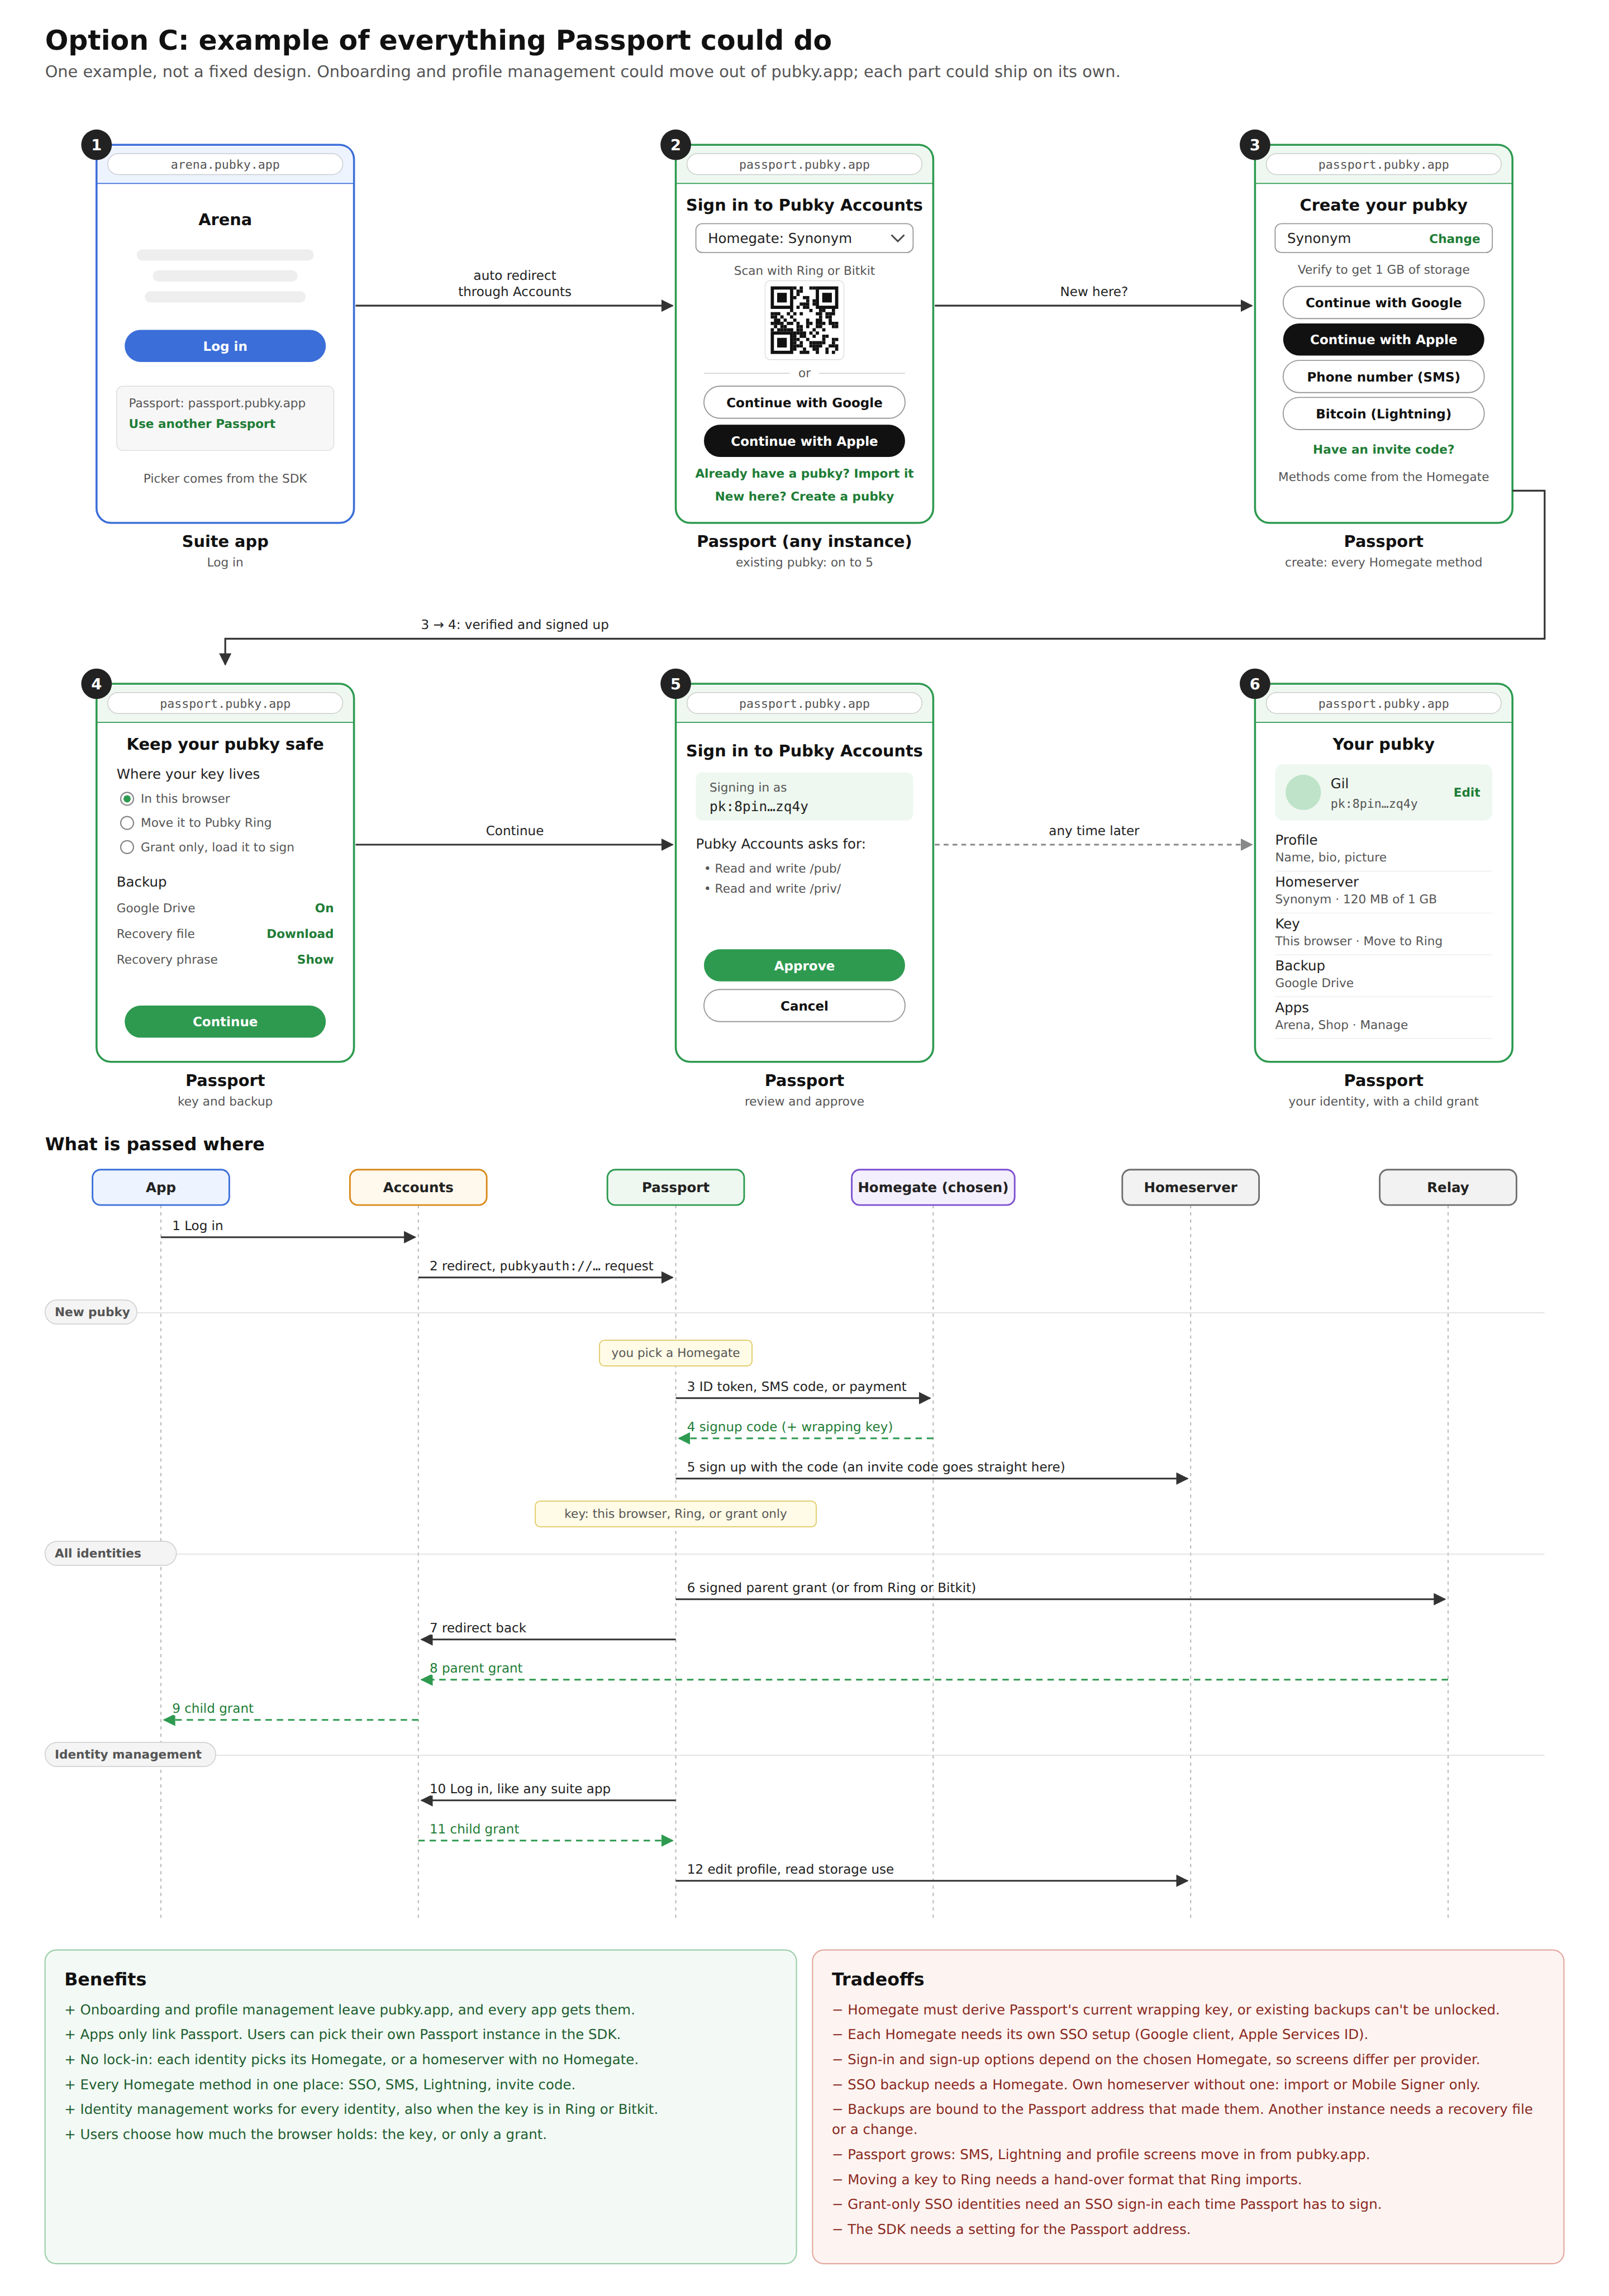 Option C: example of everything Passport could do
One example, not a fixed design. Onboarding and profile management could move out of pubky.app; each part could ship on its own.
1
arena.pubky.app
Arena
Log in
Passport: passport.pubky.app
Use another Passport
Picker comes from the SDK
Suite app
Log in
auto redirect
through Accounts
2
passport.pubky.app
Sign in to Pubky Accounts
Homegate: Synonym
Scan with Ring or Bitkit
or
Continue with Google
Continue with Apple
Already have a pubky? Import it
New here? Create a pubky
Passport (any instance)
existing pubky: on to 5
New here?
3
passport.pubky.app
Create your pubky
Synonym
Change
Verify to get 1 GB of storage
Continue with Google
Continue with Apple
Phone number (SMS)
Bitcoin (Lightning)
Have an invite code?
Methods come from the Homegate
Passport
create: every Homegate method
3 → 4: verified and signed up
4
passport.pubky.app
Keep your pubky safe
Where your key lives
In this browser
Move it to Pubky Ring
Grant only, load it to sign
Backup
Google Drive
On
Recovery file
Download
Recovery phrase
Show
Continue
Passport
key and backup
Continue
5
passport.pubky.app
Sign in to Pubky Accounts
Signing in as
pk:8pin…zq4y
Pubky Accounts asks for:
• Read and write /pub/
• Read and write /priv/
Approve
Cancel
Passport
review and approve
any time later
6
passport.pubky.app
Your pubky
Gil
pk:8pin…zq4y
Edit
Profile
Name, bio, picture
Homeserver
Synonym · 120 MB of 1 GB
Key
This browser · Move to Ring
Backup
Google Drive
Apps
Arena, Shop · Manage
Passport
your identity, with a child grant
What is passed where
App
Accounts
Passport
Homegate (chosen)
Homeserver
Relay
1 Log in
2 redirect, pubkyauth://… request
New pubky
you pick a Homegate
3 ID token, SMS code, or payment
4 signup code (+ wrapping key)
5 sign up with the code (an invite code goes straight here)
key: this browser, Ring, or grant only
All identities
6 signed parent grant (or from Ring or Bitkit)
7 redirect back
8 parent grant
9 child grant
Identity management
10 Log in, like any suite app
11 child grant
12 edit profile, read storage use
Benefits
+ Onboarding and profile management leave pubky.app, and every app gets them.
+ Apps only link Passport. Users can pick their own Passport instance in the SDK.
+ No lock-in: each identity picks its Homegate, or a homeserver with no Homegate.
+ Every Homegate method in one place: SSO, SMS, Lightning, invite code.
+ Identity management works for every identity, also when the key is in Ring or Bitkit.
+ Users choose how much the browser holds: the key, or only a grant.
Tradeoffs
− Homegate must derive Passport's current wrapping key, or existing backups can't be unlocked.
− Each Homegate needs its own SSO setup (Google client, Apple Services ID).
− Sign-in and sign-up options depend on the chosen Homegate, so screens differ per provider.
− SSO backup needs a Homegate. Own homeserver without one: import or Mobile Signer only.
− Backups are bound to the Passport address that made them. Another instance needs a recovery file
or a change.
− Passport grows: SMS, Lightning and profile screens move in from pubky.app.
− Moving a key to Ring needs a hand-over format that Ring imports.
− Grant-only SSO identities need an SSO sign-in each time Passport has to sign.
− The SDK needs a setting for the Passport address.